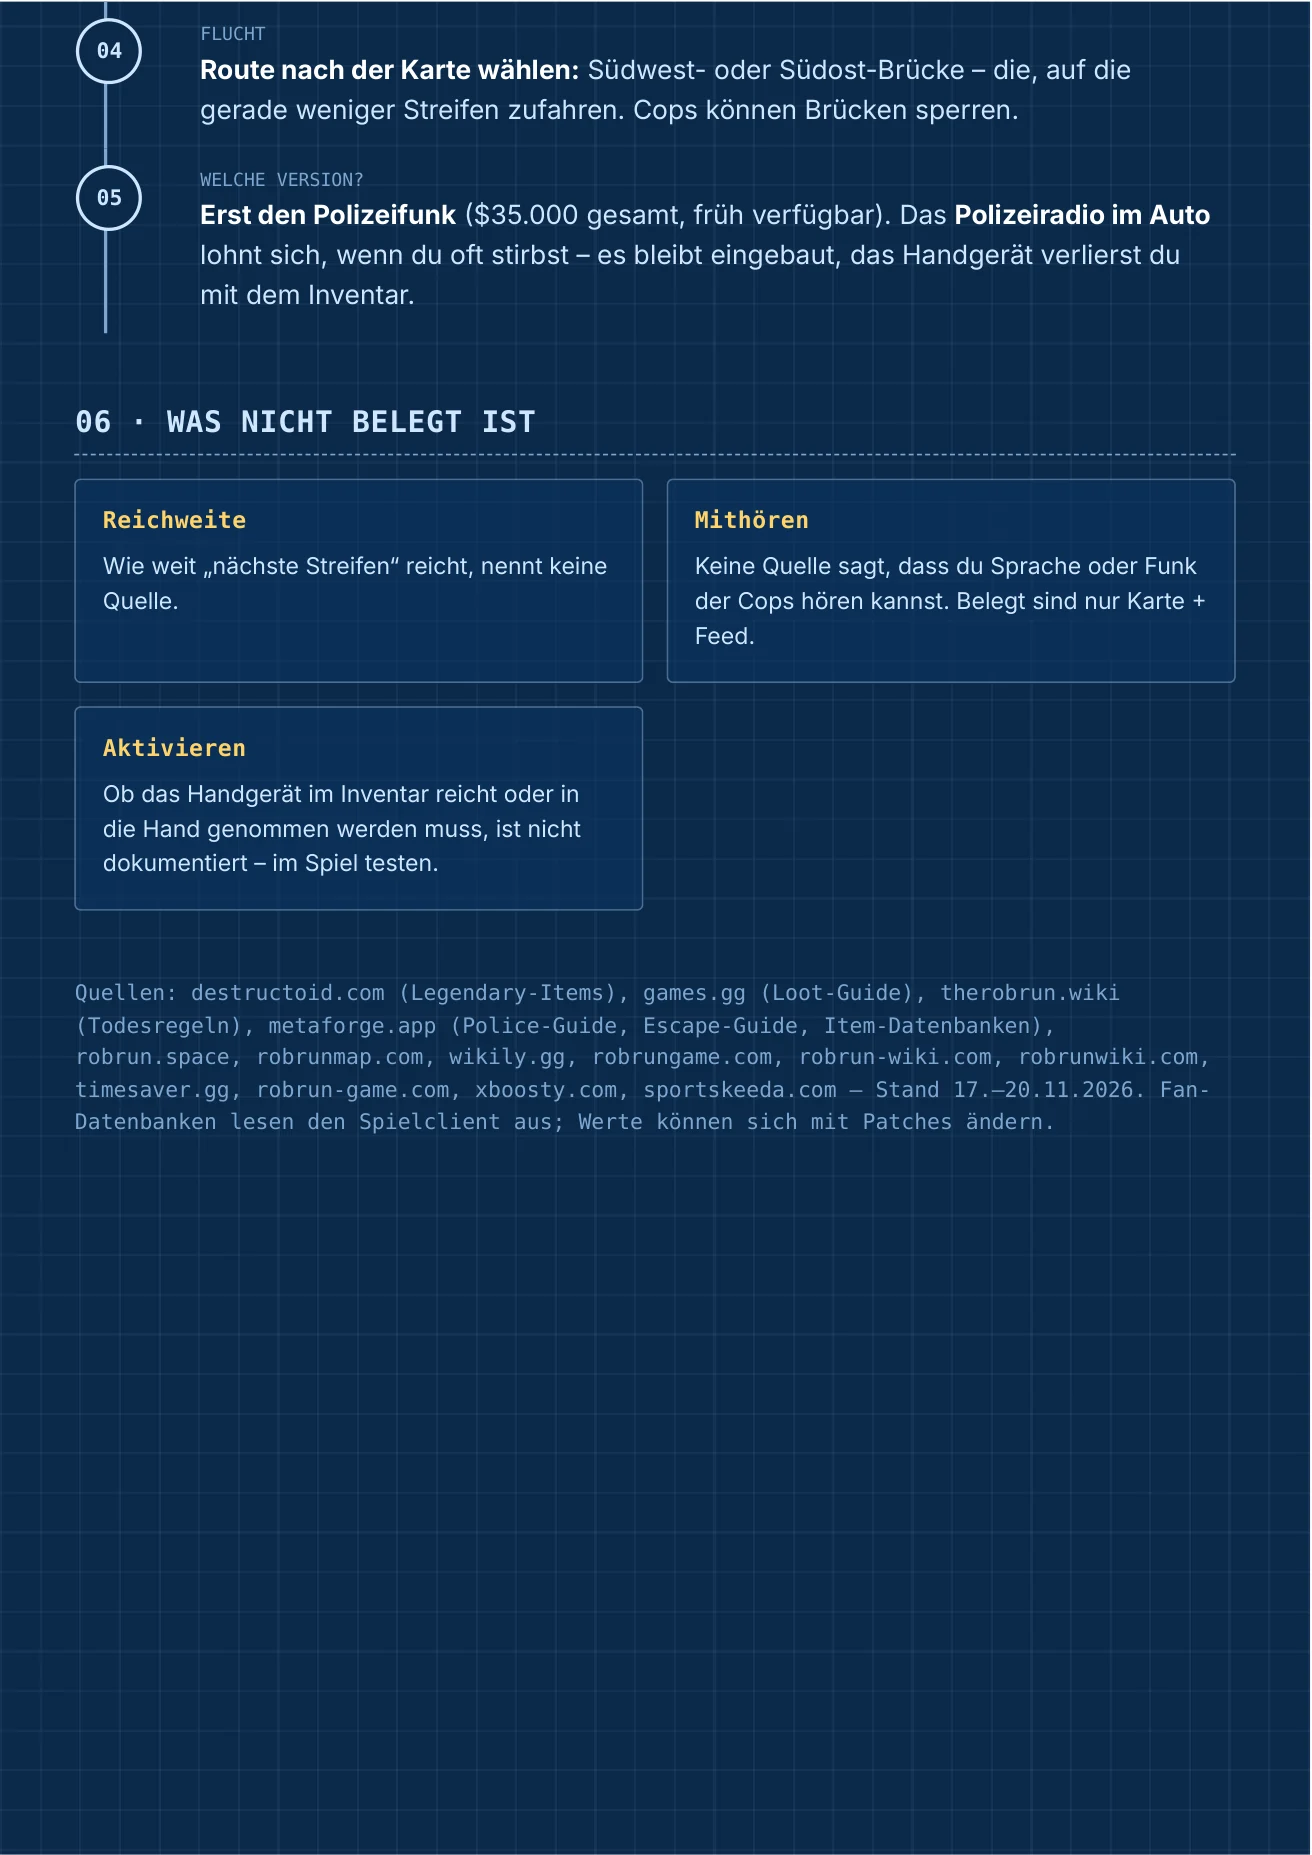 04
FLUCHT
Route nach der Karte wählen: Südwest- oder Südost-Brücke – die, auf die
gerade weniger Streifen zufahren. Cops können Brücken sperren.
05
WELCHE VERSION?
Erst den Polizeifunk ($35.000 gesamt, früh verfügbar). Das Polizeiradio im Auto
lohnt sich, wenn du oft stirbst – es bleibt eingebaut, das Handgerät verlierst du
mit dem Inventar.
06 · WAS NICHT BELEGT IST
Reichweite
Wie weit „nächste Streifen“ reicht, nennt keine
Quelle.
Mithören
Keine Quelle sagt, dass du Sprache oder Funk
der Cops hören kannst. Belegt sind nur Karte +
Feed.
Aktivieren
Ob das Handgerät im Inventar reicht oder in
die Hand genommen werden muss, ist nicht
dokumentiert – im Spiel testen.
Quellen: destructoid.com (Legendary-Items), games.gg (Loot-Guide), therobrun.wiki
(Todesregeln), metaforge.app (Police-Guide, Escape-Guide, Item-Datenbanken),
robrun.space, robrunmap.com, wikily.gg, robrungame.com, robrun-wiki.com, robrunwiki.com,
timesaver.gg, robrun-game.com, xboosty.com, sportskeeda.com — Stand 17.–20.11.2026. Fan-
Datenbanken lesen den Spielclient aus; Werte können sich mit Patches ändern.